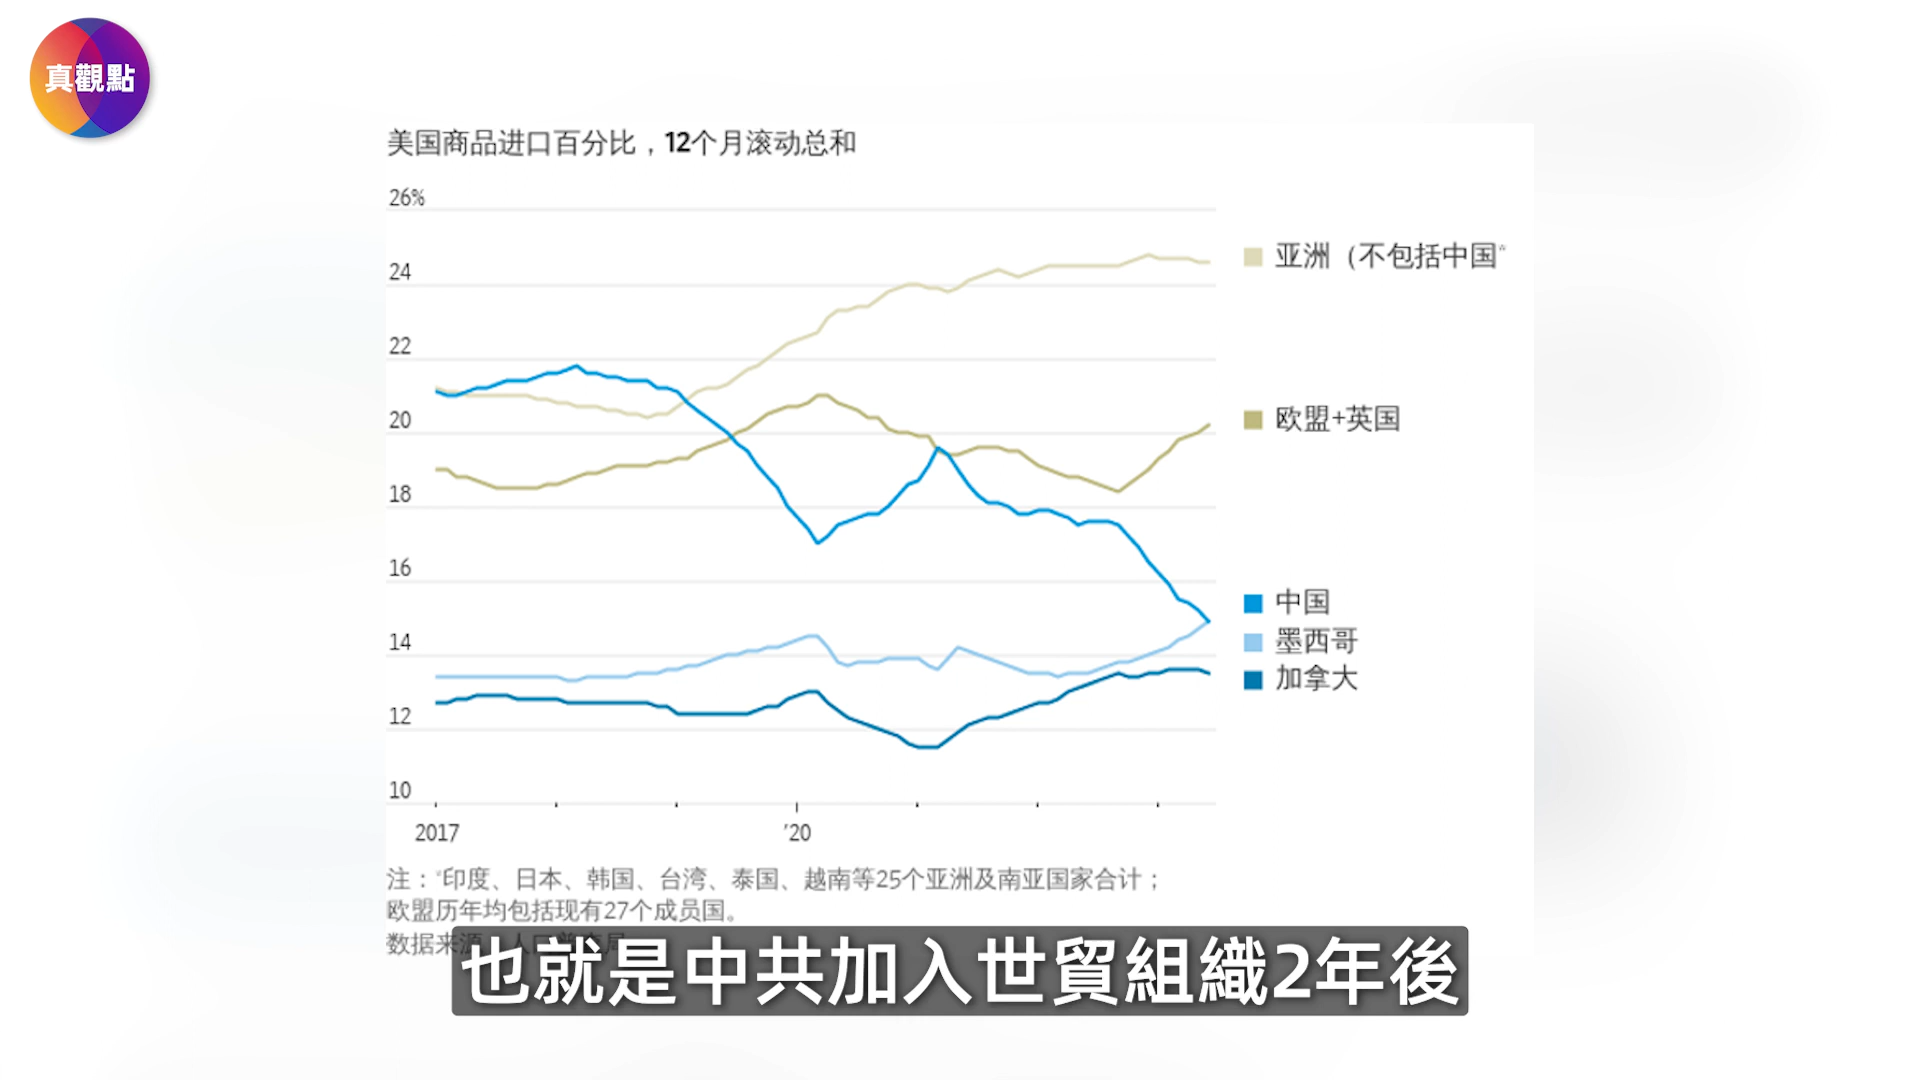 真觀點
美国商品进口百分比，12个月滚动总和
26%
24
22
20
18
16
14
12
10
2017
'20
亚洲（不包括中国*
欧盟+英国
中国
墨西哥
加拿大
注：*印度、日本、韩国、台湾、泰国、越南等25个亚洲及南亚国家合计；
欧盟历年均包括现有27个成员国。
数据来
也就是中共加入世貿組織2年後